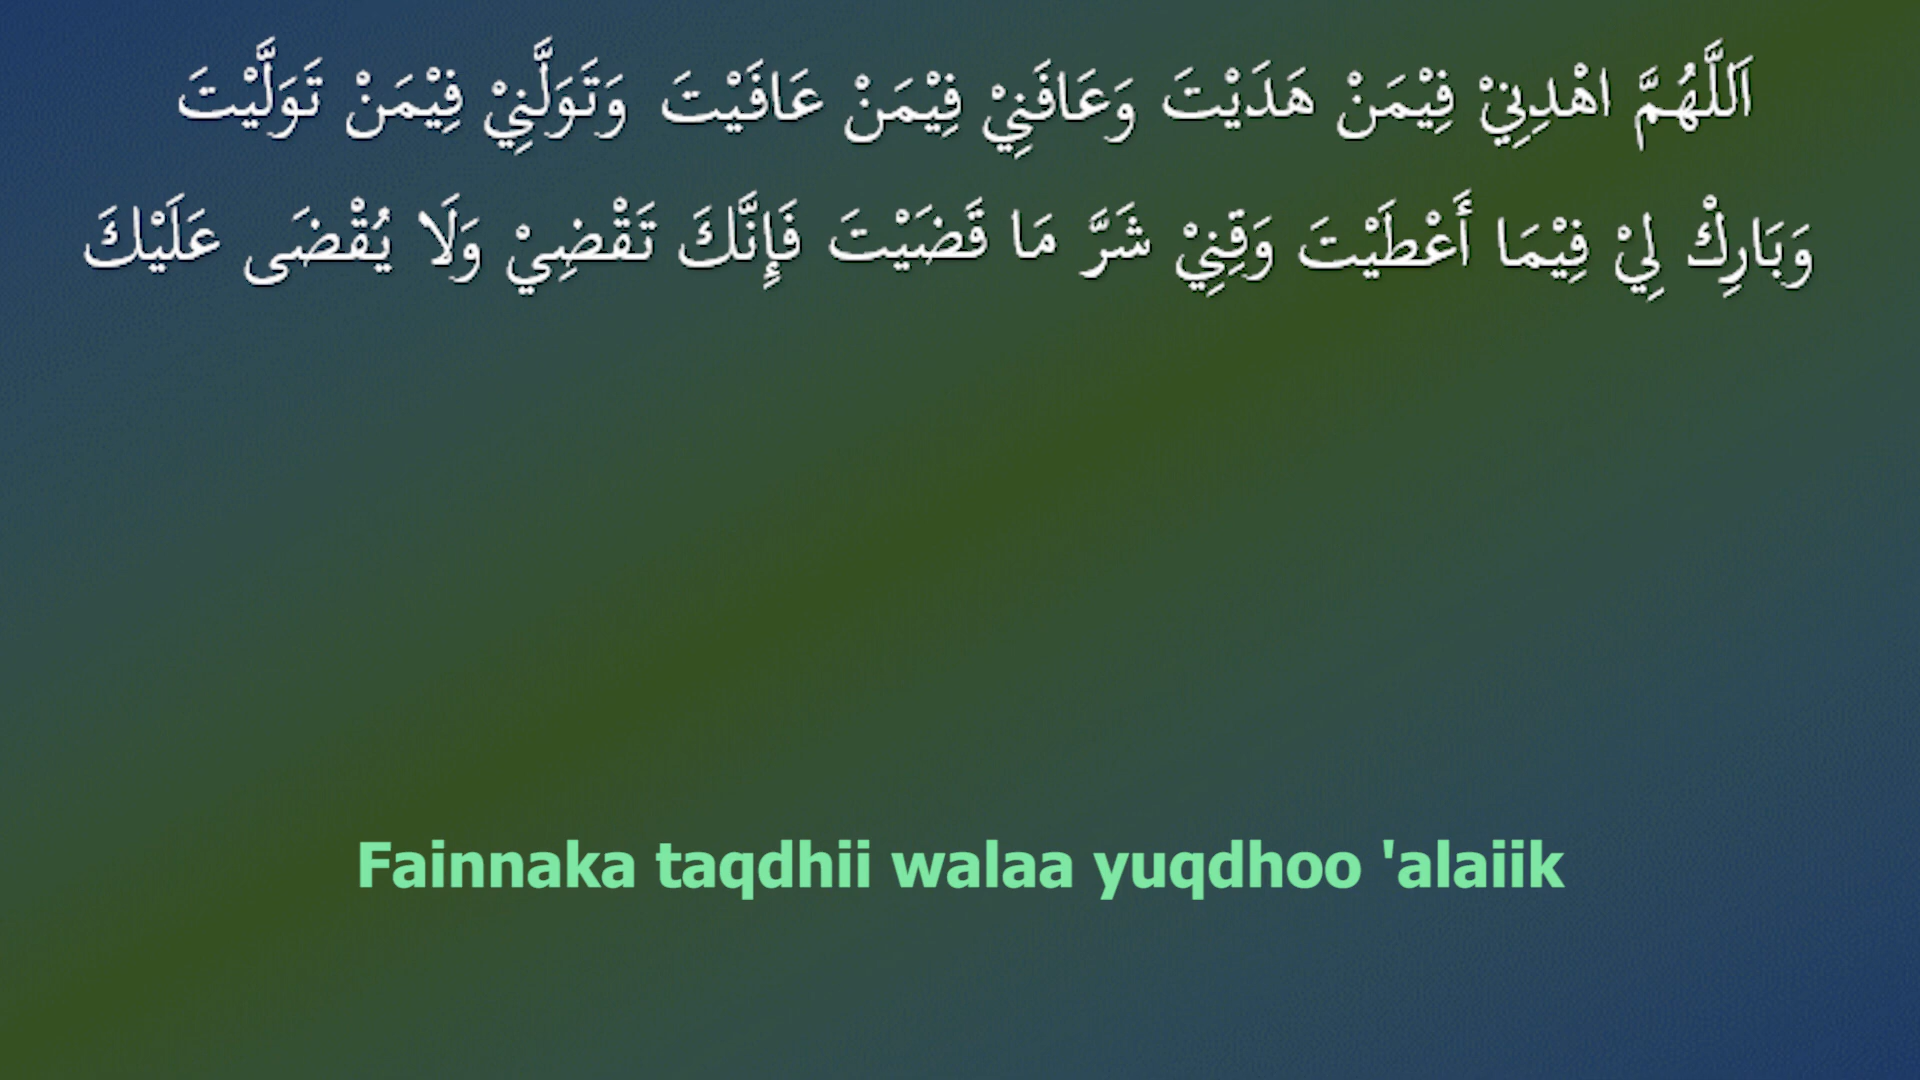 اَللَّهُمَّ اهْدِنِيْ فِيْمَنْ هَدَيْتَ وَعَافَنِيْ فِيْمَنْ عَافَيْتَ وَتَوَلَّنِيْ فِيْمَنْ تَوَلَّيْتَ
وَبَارِكْ لِيْ فِيْمَا أَعْطَيْتَ وَقِنِيْ شَرَّ مَا قَضَيْتَ فَإِنَّكَ تَقْضِيْ وَلَا يُقْضَى عَلَيْكَ
Fainnaka taqdhii walaa yuqdhoo 'alaiik